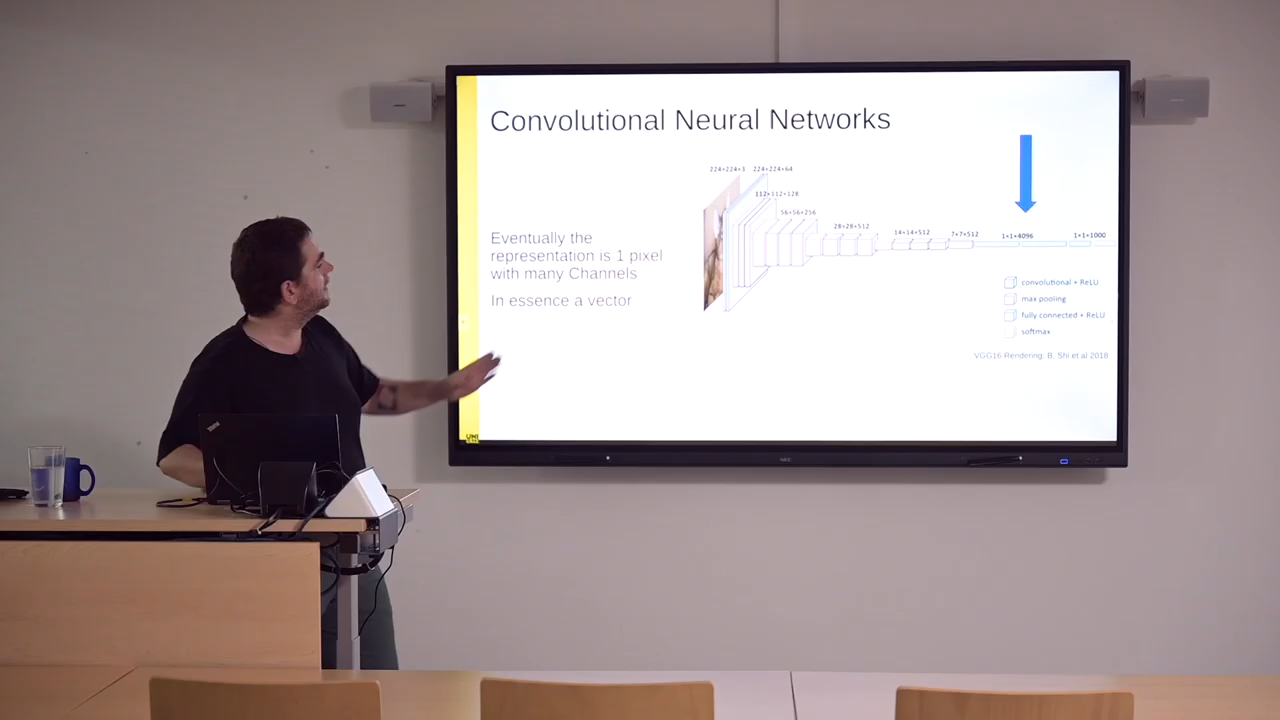 Convolutional Neural Networks
224×224×3 224×224×64
112×112×128
56×56×256
28×28×512
14×14×512
7×7×512
1×1×4096
1×1×1000
Eventually the
representation is 1 pixel
with many Channels
In essence a vector
convolutional + ReLU
max pooling
fully connected + ReLU
softmax
VGG16 Rendering: B. Shi et al 2018
UNI
NEC